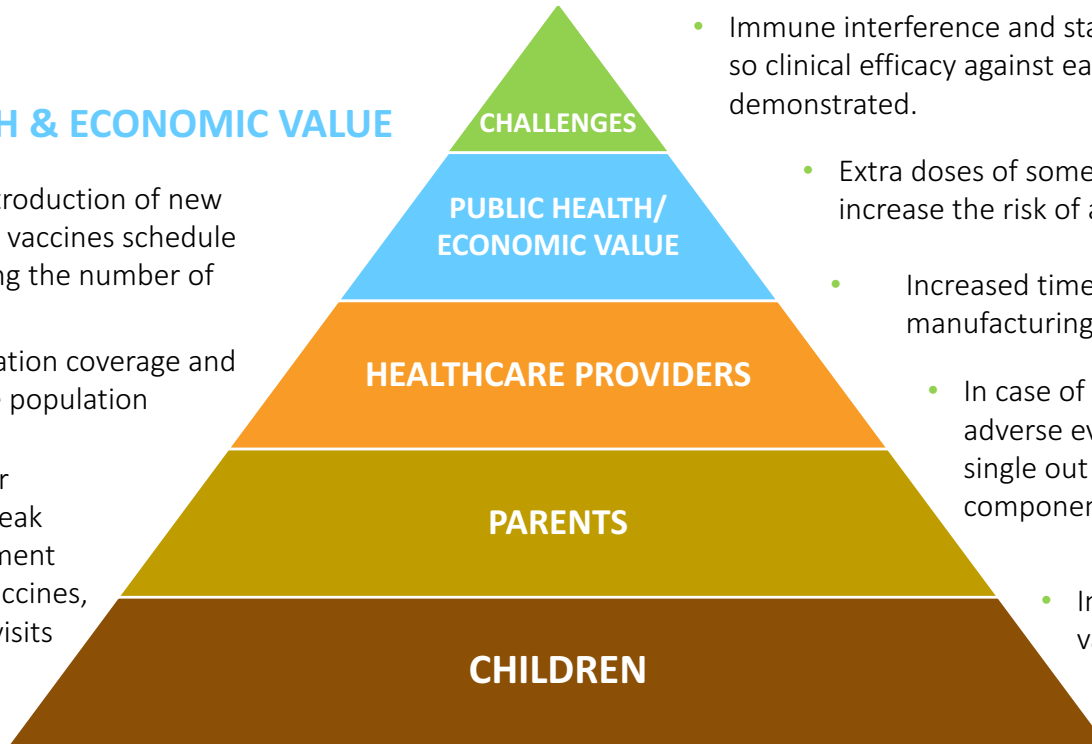 H & ECONOMIC VALUE
troduction of new
vaccines schedule
ng the number of
ation coverage and
population
r
eak
ment
ccines,
visits
CHALLENGES
PUBLIC HEALTH/
ECONOMIC VALUE
HEALTHCARE PROVIDERS
PARENTS
CHILDREN
• Immune interference and sta
so clinical efficacy against ea
demonstrated.
• Extra doses of some
increase the risk of a
• Increased time
manufacturing
• In case of
adverse ev
single out
componen
• In
va